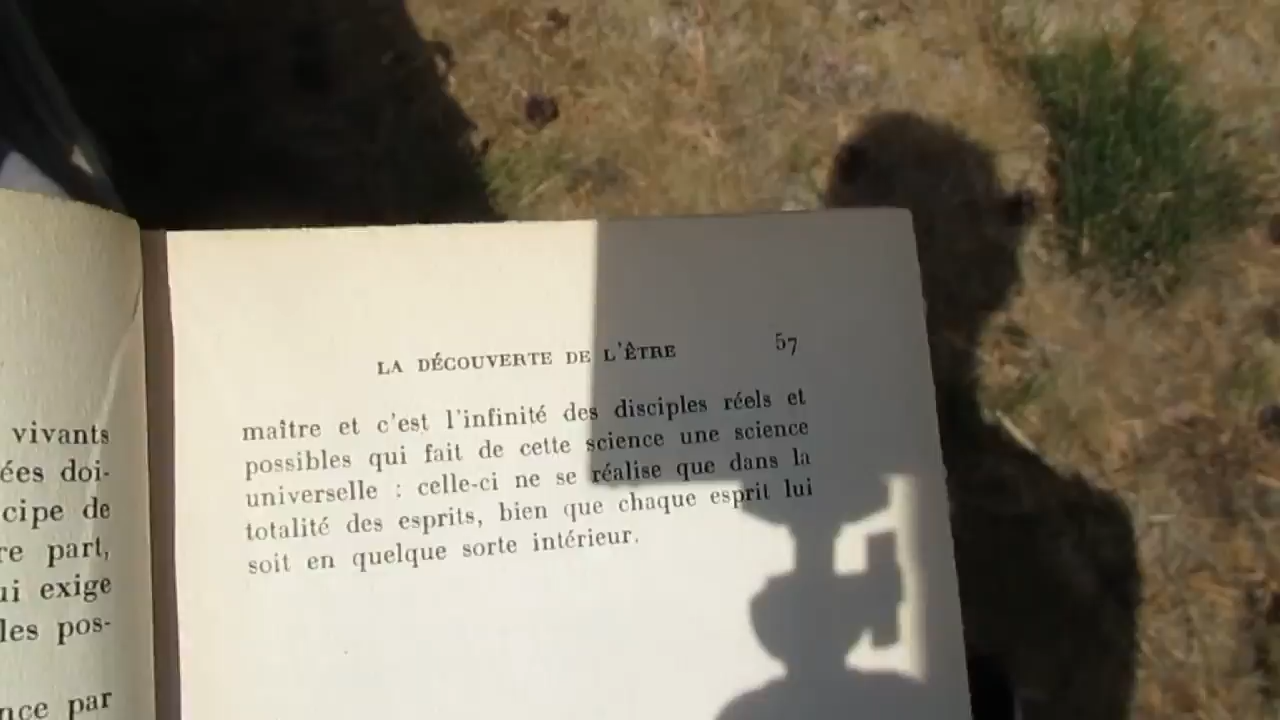 vivants
ées doi-
cipe de
re part,
ui exige
les pos-
nce par
LA DÉCOUVERTE DE L'ÊTRE 57
maître et c'est l'infinité des disciples réels et
possibles qui fait de cette science une science
universelle : celle-ci ne se réalise que dans la
totalité des esprits, bien que chaque esprit lui
soit en quelque sorte intérieur.